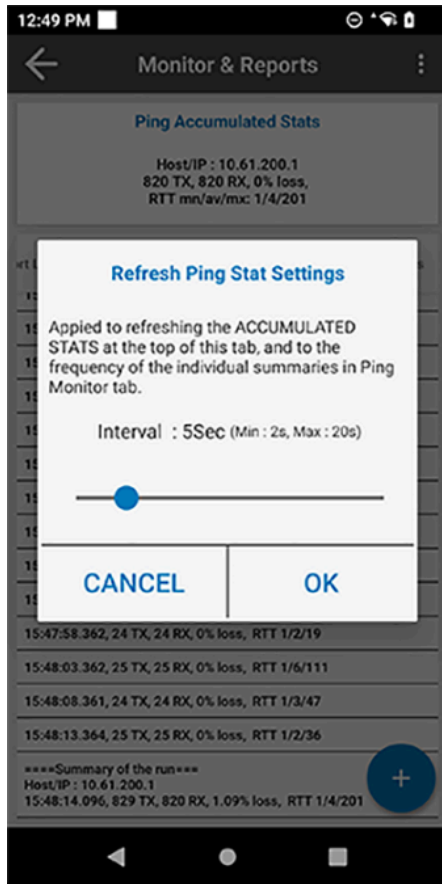 12:49 PM
Monitor & Reports
Ping Accumulated Stats
Host/IP : 10.61.200.1
820 TX, 820 RX, 0% loss,
RTT mn/av/mx: 1/4/201
Refresh Ping Stat Settings
Appied to refreshing the ACCUMULATED
STATS at the top of this tab, and to the
frequency of the individual summaries in Ping
Monitor tab.
Interval : 5Sec (Min : 2s, Max : 20s)
CANCEL
OK
15:47:58.362, 24 TX, 24 RX, 0% loss, RTT 1/2/19
15:48:03.362, 25 TX, 25 RX, 0% loss, RTT 1/6/111
15:48:08.361, 24 TX, 24 RX, 0% loss, RTT 1/3/47
15:48:13.364, 25 TX, 25 RX, 0% loss, RTT 1/2/36
====Summary of the run===
Host/IP : 10.61.200.1
15:48:14.096, 829 TX, 820 RX, 1.09% loss, RTT 1/4/201